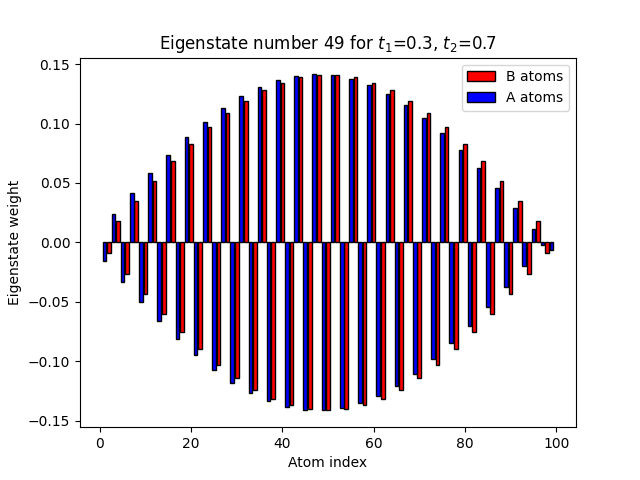 Eigenstate number 49 for t₁=0.3, t₂=0.7
B atoms
A atoms
Eigenstate weight
0.15
0.10
0.05
0.00
−0.05
−0.10
−0.15
0 20 40 60 80 100
Atom index